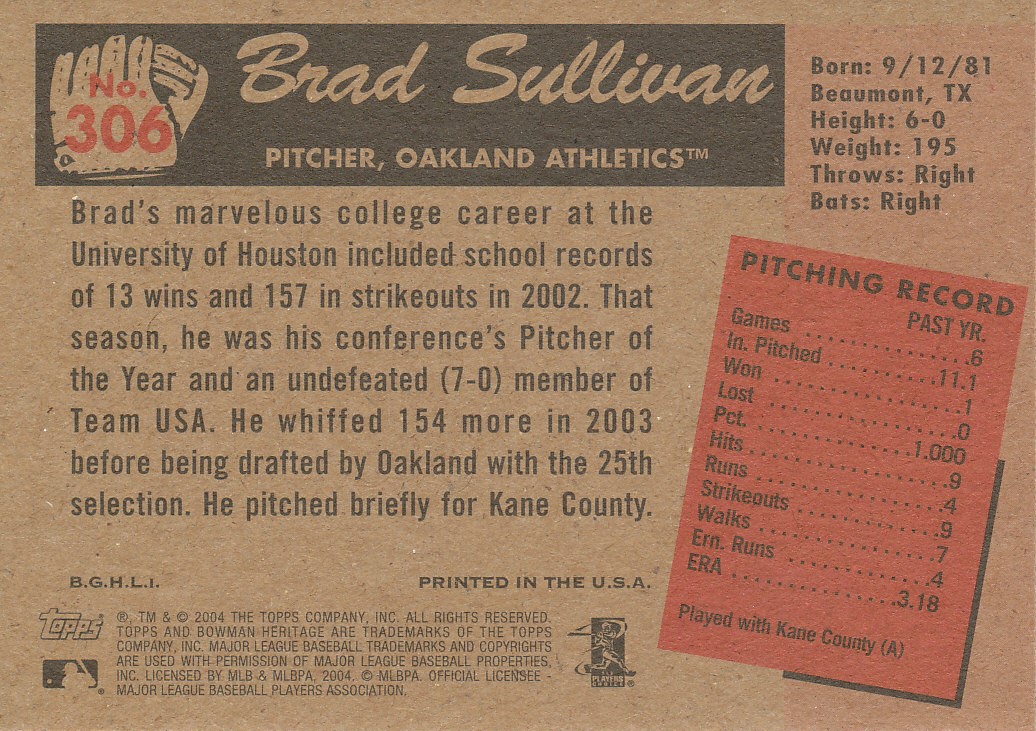 No.
306
Brad Sullivan
PITCHER, OAKLAND ATHLETICS™
Born: 9/12/81
Beaumont, TX
Height: 6-0
Weight: 195
Throws: Right
Bats: Right
Brad's marvelous college career at the
University of Houston included school records
of 13 wins and 157 in strikeouts in 2002. That
season, he was his conference's Pitcher of
the Year and an undefeated (7-0) member of
Team USA. He whiffed 154 more in 2003
before being drafted by Oakland with the 25th
selection. He pitched briefly for Kane County.
PITCHING RECORD
PAST YR.
Games ..............6
In. Pitched ..........11.1
Won ................1
Lost ................0
Pct. ..............1.000
Hits ................9
Runs ................4
Strikeouts ............9
Walks ..............7
Ern. Runs ............4
ERA ..............3.18
Played with Kane County (A)
B.G.H.L.I.
PRINTED IN THE U.S.A.
Topps
®, TM & © 2004 THE TOPPS COMPANY, INC. ALL RIGHTS RESERVED.
TOPPS AND BOWMAN HERITAGE ARE TRADEMARKS OF THE TOPPS
COMPANY, INC. MAJOR LEAGUE BASEBALL TRADEMARKS AND COPYRIGHTS
ARE USED WITH PERMISSION OF MAJOR LEAGUE BASEBALL PROPERTIES,
INC. LICENSED BY MLB & MLBPA, 2004. © MLBPA. OFFICIAL LICENSEE -
MAJOR LEAGUE BASEBALL PLAYERS ASSOCIATION.
PLAYERS
CHOICE